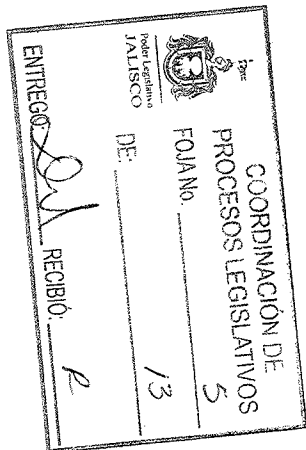 Poder Legislativo
JALISCO
COORDINACIÓN DE
PROCESOS LEGISLATIVOS
FOJA No. 5
DE: 13
ENTREGÓ: RECIBIÓ: